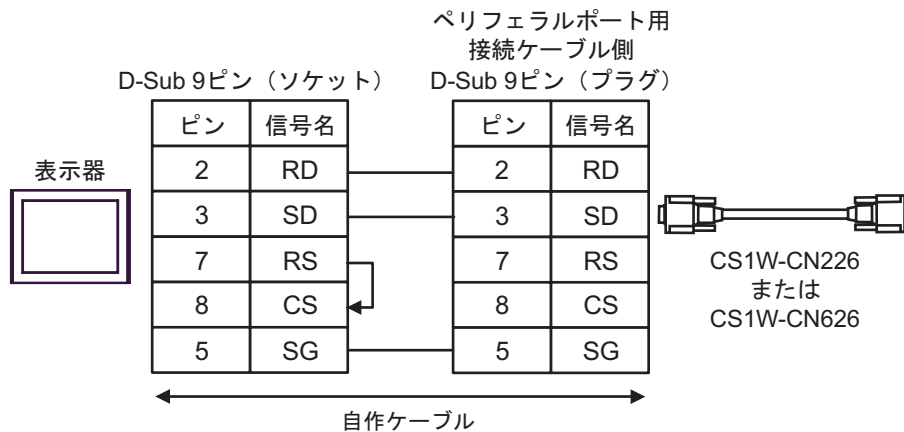 ペリフェラルポート用
接続ケーブル側
D-Sub 9ピン（ソケット） D-Sub 9ピン（プラグ）
ピン 信号名 ピン 信号名
表示器
2 RD 2 RD
3 SD 3 SD
7 RS 7 RS
8 CS 8 CS
5 SG 5 SG
CS1W-CN226
または
CS1W-CN626
自作ケーブル